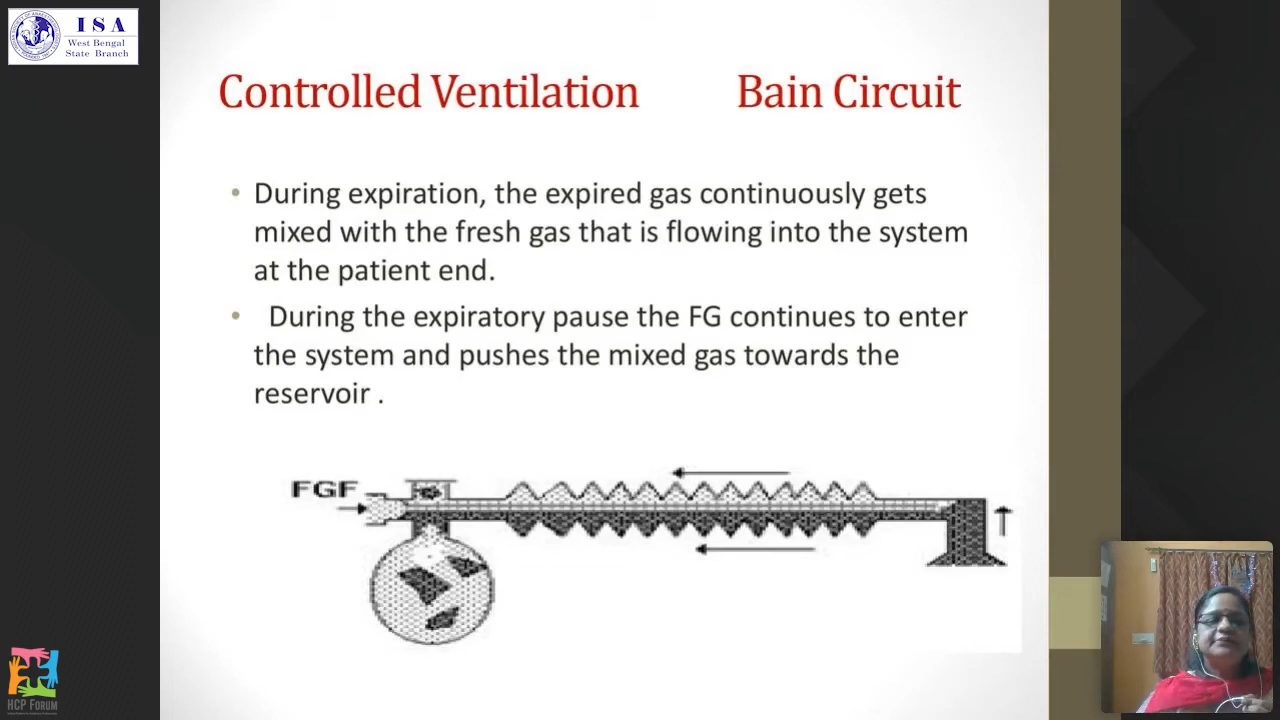 I S A
West Bengal
State Branch
Controlled Ventilation Bain Circuit
• During expiration, the expired gas continuously gets
mixed with the fresh gas that is flowing into the system
at the patient end.
• During the expiratory pause the FG continues to enter
the system and pushes the mixed gas towards the
reservoir .
FGF
HCP FORUM